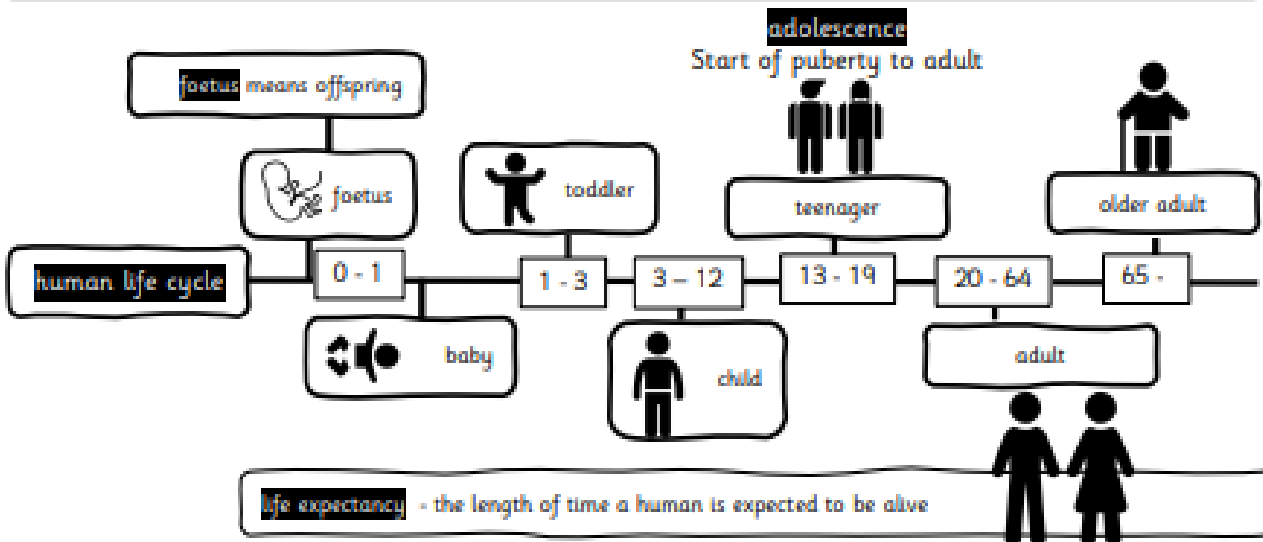 adolescence
Start of puberty to adult
foetus means offspring
foetus
toddler
teenager
older adult
human life cycle
0 - 1
1 - 3
3 – 12
13 - 19
20 - 64
65 -
baby
child
adult
life expectancy - the length of time a human is expected to be alive